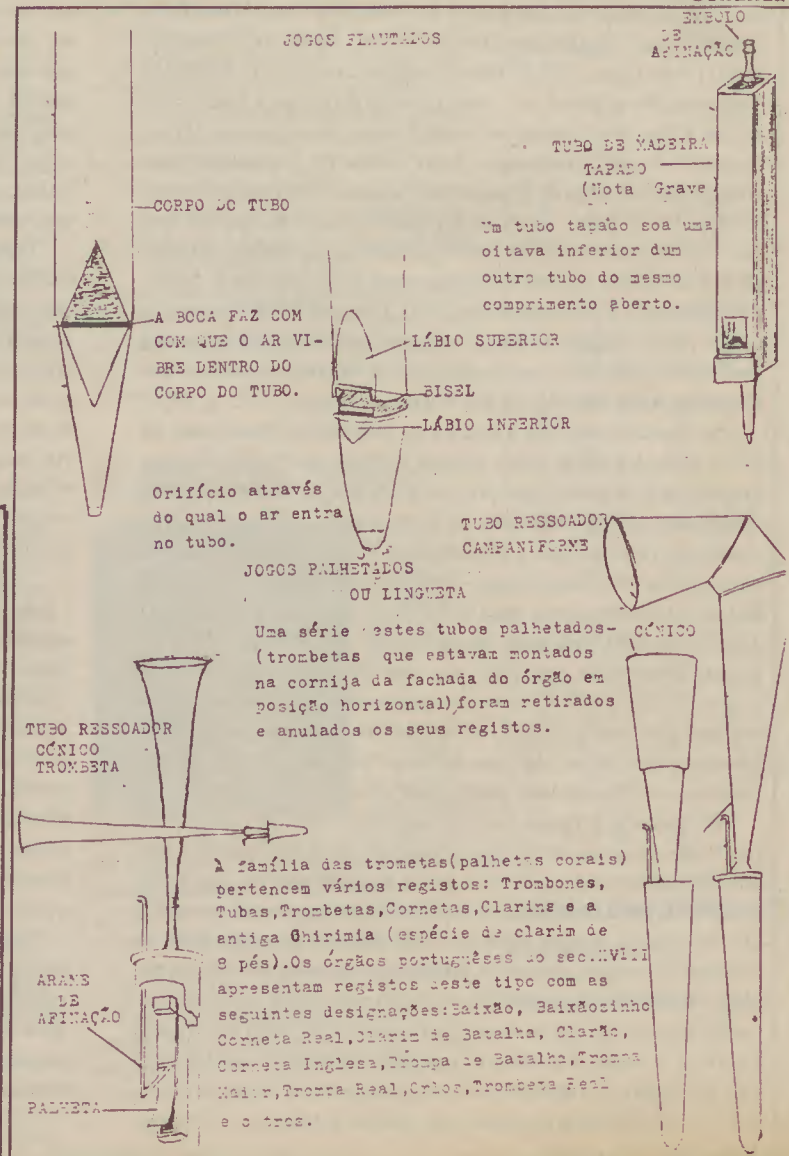 JOGOS FLAUTADOS
EMBOLO
DE
AFINAÇÃO
TUBO DE MADEIRA
TAPADO
(Nota Grave)
Um tubo tapado soa uma
oitava inferior dum
outro tubo do mesmo
comprimento aberto.
CORPO DO TUBO
A BOCA FAZ COM
COM QUE O AR VI-
BRE DENTRO DO
CORPO DO TUBO.
LÁBIO SUPERIOR
BISEL
LÁBIO INFERIOR
Orifício através
do qual o ar entra
no tubo.
JOGOS PALHETADOS
OU LINGUETA
TUBO RESSOADOR
CAMPANIFORME
CÓNICO
Uma série destes tubos palhetados-
(trombetas que estavam montados
na cornija da fachada do órgão em
posição horizontal) foram retirados
e anulados os seus registos.
TUBO RESSOADOR
CÓNICO
TROMBETA
À família das trometas(palhetas corais)
pertencem vários registos: Trombones,
Tubas,Trombetas,Cornetas,Clarins e a
antiga Chirimia (espécie de clarim de
8 pés).Os órgãos portuguêses do sec.XVIII
apresentam registos deste tipo com as
seguintes designações:Baixão, Baixãozinho
Corneta Real,Clarim de Batalha, Clarão,
Corneta Inglesa,Trompa de Batalha,Trompa
Maior,Trompa Real,Orlos,Trombeta Real
e o tros.
ARAME
DE
AFINAÇÃO
PALHETA